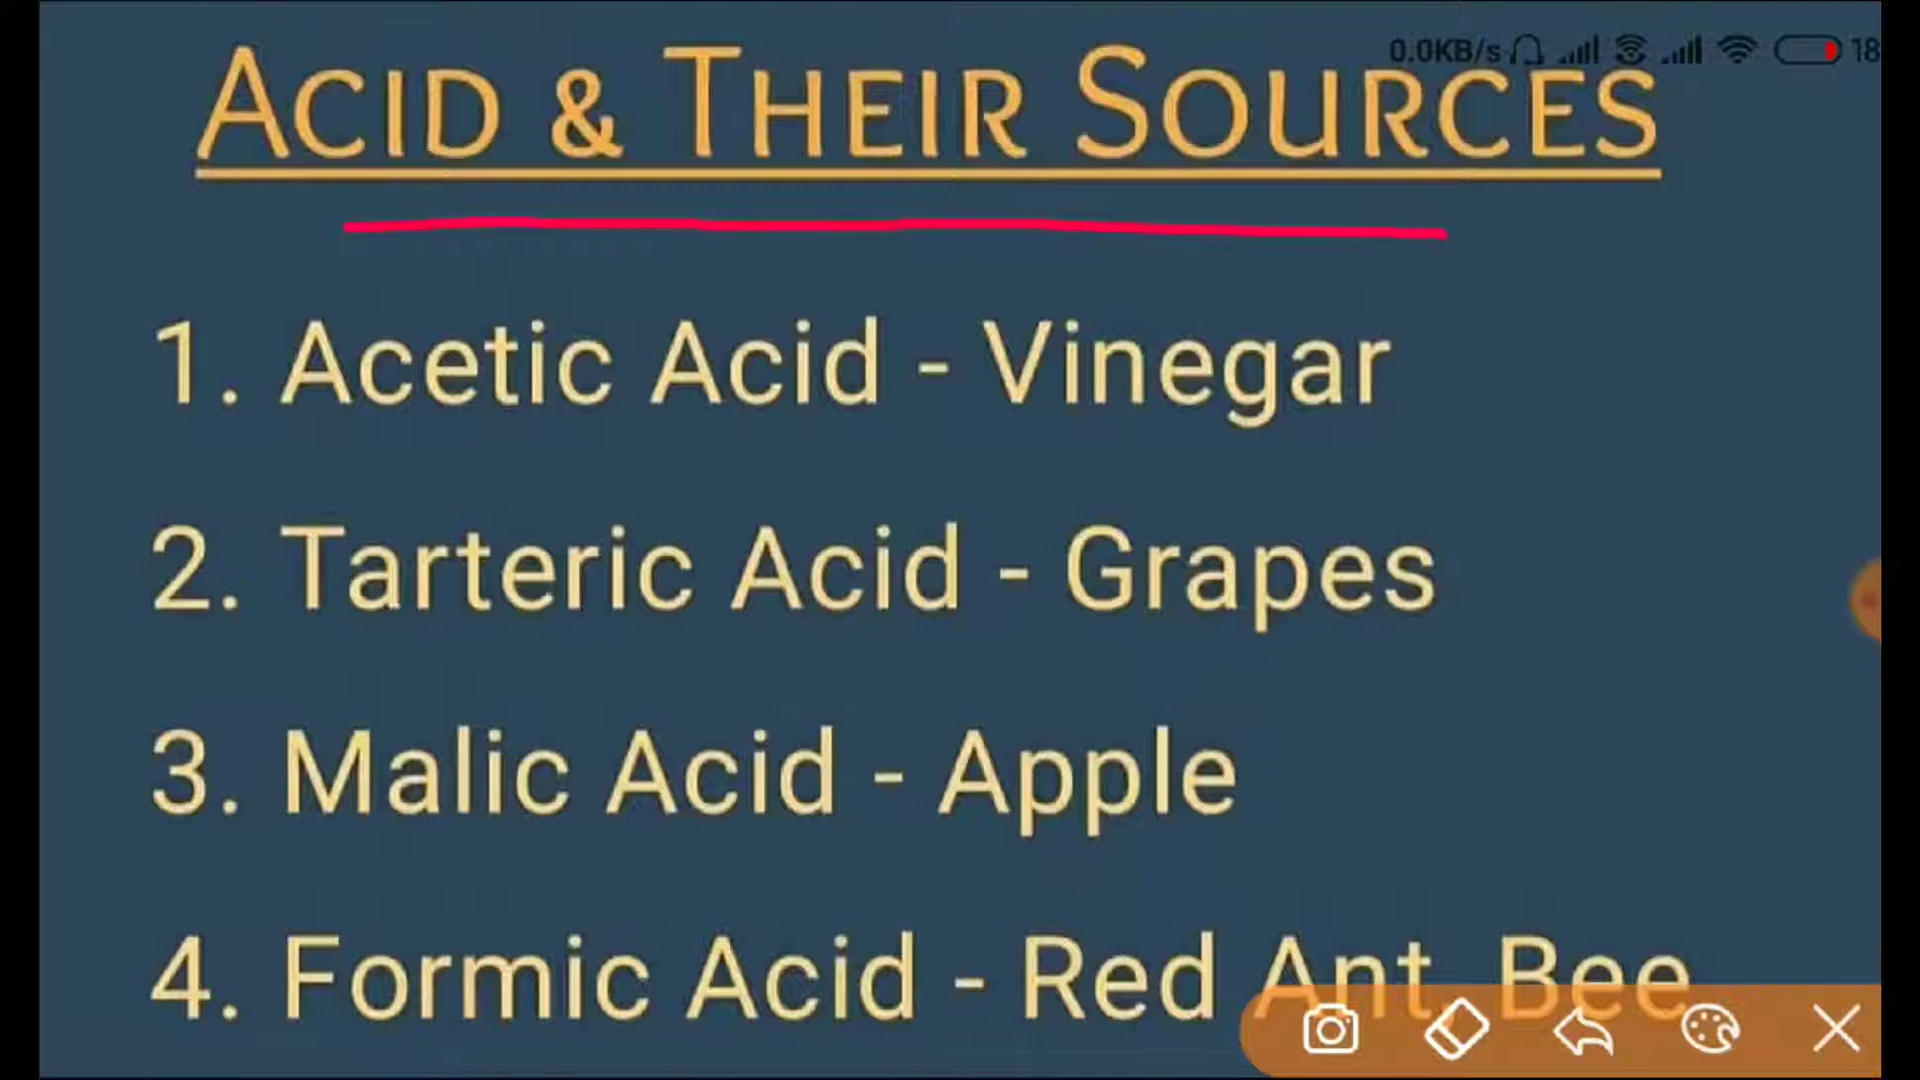 0.0KB/s 18
ACID & THEIR SOURCES
1. Acetic Acid - Vinegar
2. Tarteric Acid - Grapes
3. Malic Acid - Apple
4. Formic Acid - Red Ant, Bee